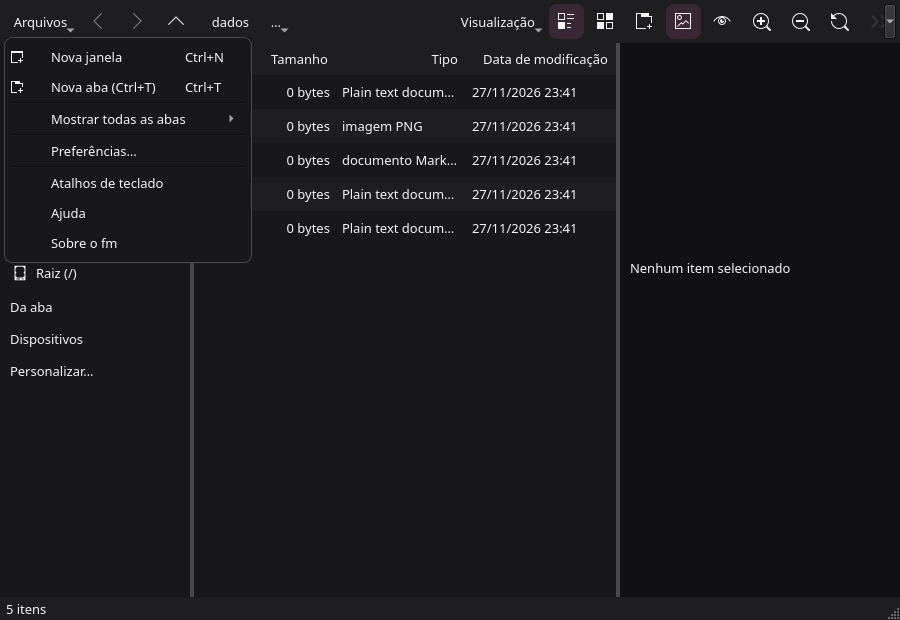 Arquivos dados ... Visualização
Nova janela Ctrl+N
Nova aba (Ctrl+T) Ctrl+T
Mostrar todas as abas
Preferências...
Atalhos de teclado
Ajuda
Sobre o fm
Raiz (/)
Da aba
Dispositivos
Personalizar...
Tamanho Tipo Data de modificação
0 bytes Plain text docum... 27/11/2026 23:41
0 bytes imagem PNG 27/11/2026 23:41
0 bytes documento Mark... 27/11/2026 23:41
0 bytes Plain text docum... 27/11/2026 23:41
0 bytes Plain text docum... 27/11/2026 23:41
Nenhum item selecionado
5 itens